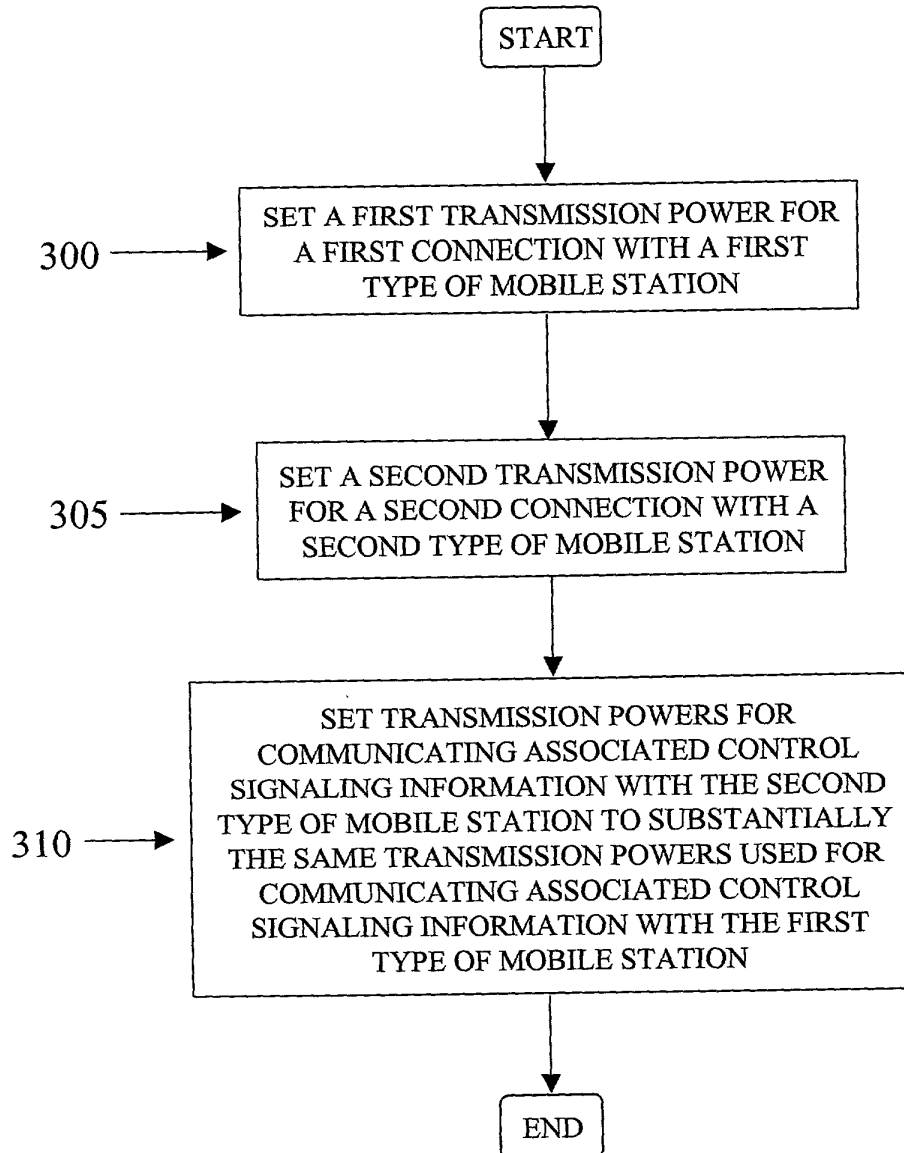 START
300
SET A FIRST TRANSMISSION POWER FOR
A FIRST CONNECTION WITH A FIRST
TYPE OF MOBILE STATION
305
SET A SECOND TRANSMISSION POWER
FOR A SECOND CONNECTION WITH A
SECOND TYPE OF MOBILE STATION
310
SET TRANSMISSION POWERS FOR
COMMUNICATING ASSOCIATED CONTROL
SIGNALING INFORMATION WITH THE SECOND
TYPE OF MOBILE STATION TO SUBSTANTIALLY
THE SAME TRANSMISSION POWERS USED FOR
COMMUNICATING ASSOCIATED CONTROL
SIGNALING INFORMATION WITH THE FIRST
TYPE OF MOBILE STATION
END